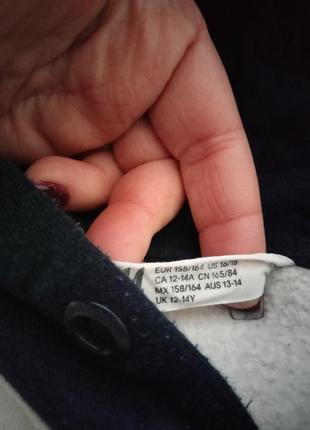 EUR 158/164 US 16/18
CA 12-14A CN 165/84
MX 158/164 AUS 13-14
UK 12-14Y